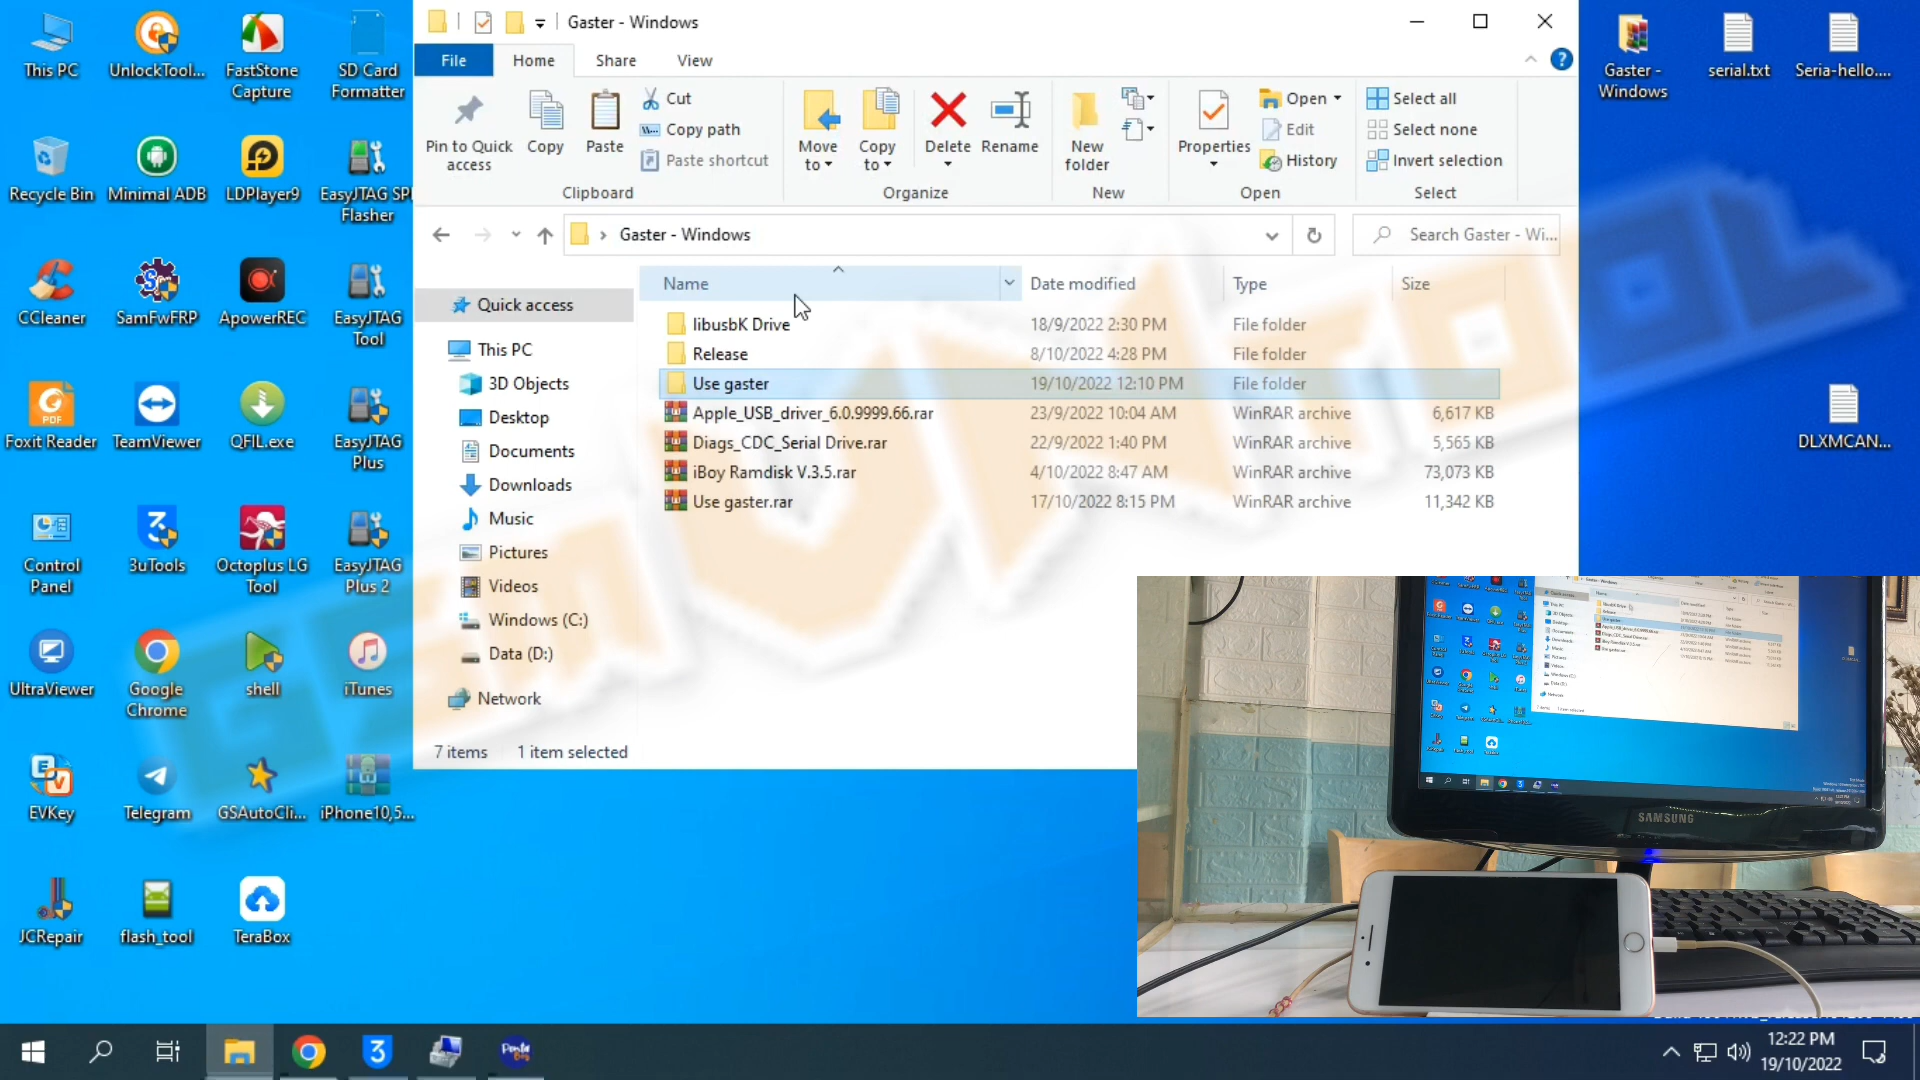 This PC
UnlockTool...
FastStone
Capture
SD Card
Formatter
Recycle Bin
Minimal ADB
LDPlayer9
EasyJTAG SPI
Flasher
CCleaner
SamFwFRP
ApowerREC
EasyJTAG
Tool
Foxit Reader
TeamViewer
QFIL.exe
EasyJTAG
Plus
Control
Panel
3uTools
Octoplus LG
Tool
EasyJTAG
Plus 2
UltraViewer
Google
Chrome
shell
iTunes
EVKey
Telegram
GSAutoCli...
iPhone10,5...
JCRepair
flash_tool
TeraBox
Gaster - Windows
File
Home
Share
View
Pin to Quick
access
Copy
Paste
Cut
Copy path
Paste shortcut
Clipboard
Move
to
Copy
to
Delete
Rename
Organize
New
folder
New
Properties
Open
Edit
History
Open
Select all
Select none
Invert selection
Select
Gaster - Windows
Search Gaster - Wi...
Name
Date modified
Type
Size
libusbK Drive 18/9/2022 2:30 PM File folder
Release 8/10/2022 4:28 PM File folder
Use gaster 19/10/2022 12:10 PM File folder
Apple_USB_driver_6.0.9999.66.rar 23/9/2022 10:04 AM WinRAR archive 6,617 KB
Diags_CDC_Serial Drive.rar 22/9/2022 1:40 PM WinRAR archive 5,565 KB
iBoy Ramdisk V.3.5.rar 4/10/2022 8:47 AM WinRAR archive 73,073 KB
Use gaster.rar 17/10/2022 8:15 PM WinRAR archive 11,342 KB
Quick access
This PC
3D Objects
Desktop
Documents
Downloads
Music
Pictures
Videos
Windows (C:)
Data (D:)
Network
7 items
1 item selected
Gaster -
Windows
serial.txt
Seria-hello....
DLXMCAN...
SAMSUNG
12:22 PM
19/10/2022